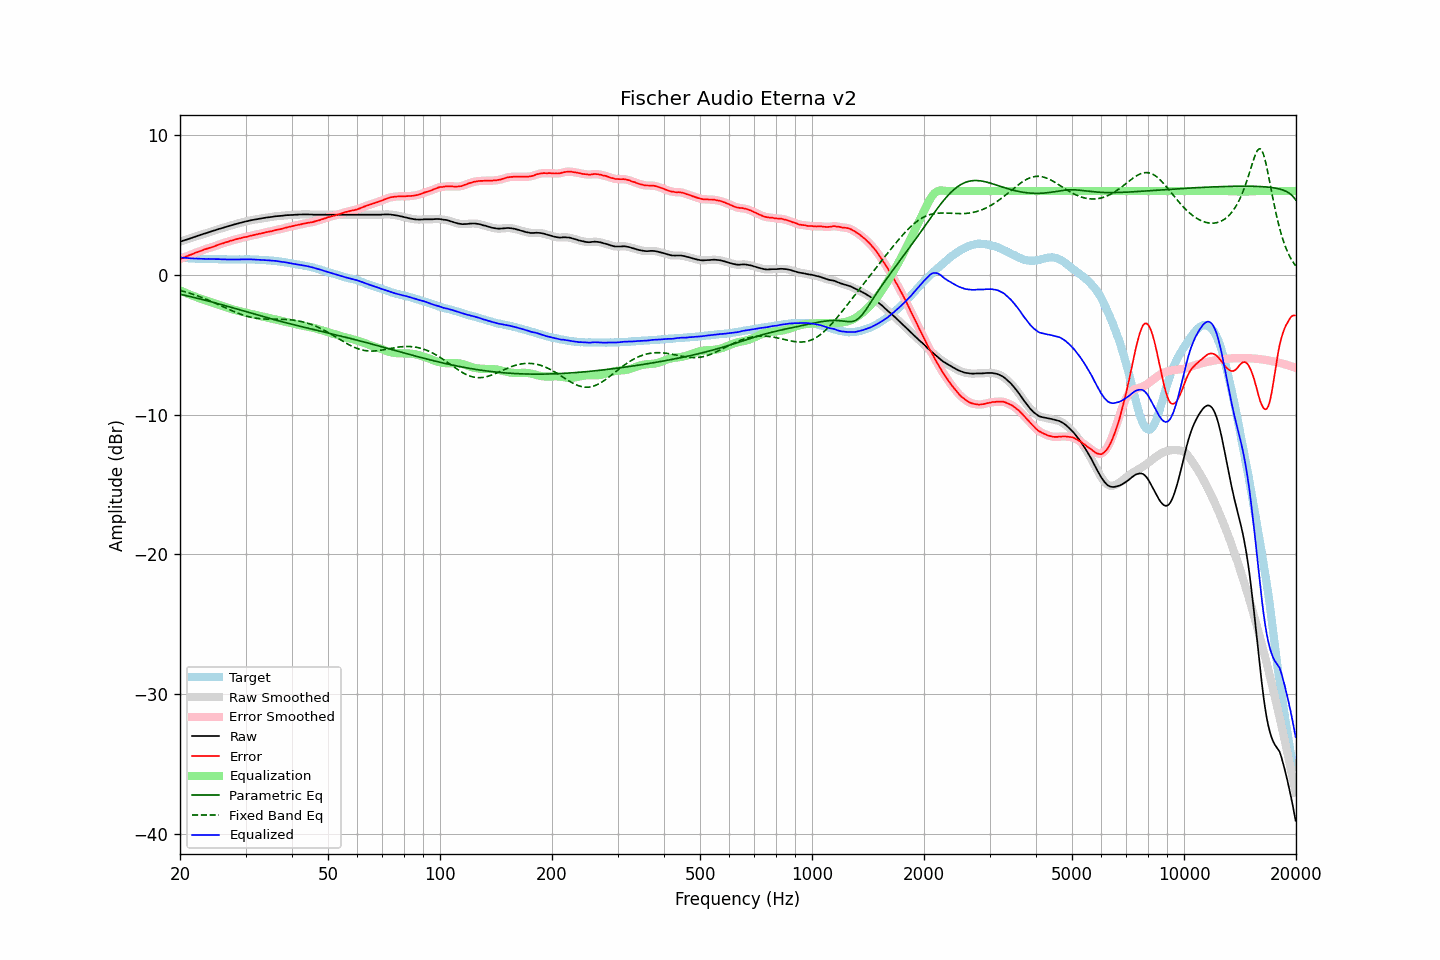 Fischer Audio Eterna v2
Amplitude (dBr)
10
0
−10
−20
−30
−40
Target
Raw Smoothed
Error Smoothed
Raw
Error
Equalization
Parametric Eq
Fixed Band Eq
Equalized
20 50 100 200 500 1000 2000 5000 10000 20000
Frequency (Hz)